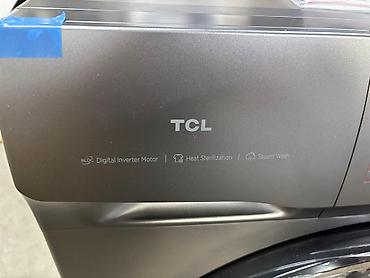 TCL
Digital Inverter Motor | Heat Sterilization | Steam Wash